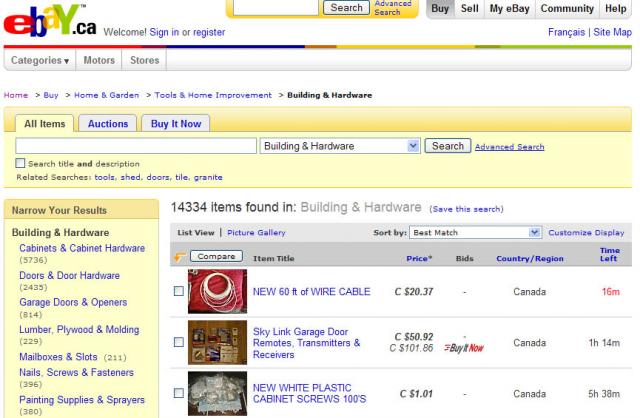 ebY.ca Welcome! Sign in or register
Search Advanced Search
Buy Sell My eBay Community Help
Français | Site Map
Categories ▾ Motors Stores
Home > Buy > Home & Garden > Tools & Home Improvement > Building & Hardware
All Items Auctions Buy It Now
Building & Hardware Search Advanced Search
Search title and description
Related Searches: tools, shed, doors, tile, granite
Narrow Your Results
Building & Hardware
Cabinets & Cabinet Hardware
(5736)
Doors & Door Hardware
(2435)
Garage Doors & Openers
(814)
Lumber, Plywood & Molding
(229)
Mailboxes & Slots (211)
Nails, Screws & Fasteners
(396)
Painting Supplies & Sprayers
(380)
14334 items found in: Building & Hardware (Save this search)
List View | Picture Gallery Sort by: Best Match Customize Display
Compare Item Title Price* Bids Country/Region Time Left
NEW 60 ft of WIRE CABLE C $20.37 - Canada 16m
Sky Link Garage Door Remotes, Transmitters & Receivers C $50.92 - Canada 1h 14m
C $101.86 =Buy It Now
NEW WHITE PLASTIC CABINET SCREWS 100'S C $1.01 - Canada 5h 38m